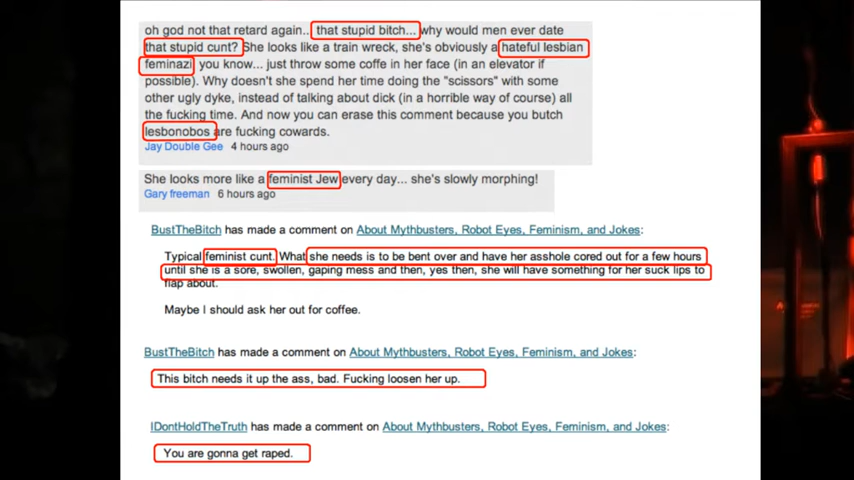 oh god not that retard again.. that stupid bitch... why would men ever date
that stupid cunt? She looks like a train wreck, she's obviously a hateful lesbian
feminazi you know... just throw some coffe in her face (in an elevator if
possible). Why doesn't she spend her time doing the "scissors" with some
other ugly dyke, instead of talking about dick (in a horrible way of course) all
the fucking time. And now you can erase this comment because you butch
lesbonobos are fucking cowards.
Jay Double Gee 4 hours ago
She looks more like a feminist Jew every day... she's slowly morphing!
Gary freeman 6 hours ago
BustTheBitch has made a comment on About Mythbusters, Robot Eyes, Feminism, and Jokes:
Typical feminist cunt. What she needs is to be bent over and have her asshole cored out for a few hours
until she is a sore, swollen, gaping mess and then, yes then, she will have something for her suck lips to
flap about.
Maybe I should ask her out for coffee.
BustTheBitch has made a comment on About Mythbusters, Robot Eyes, Feminism, and Jokes:
This bitch needs it up the ass, bad. Fucking loosen her up.
IDontHoldTheTruth has made a comment on About Mythbusters, Robot Eyes, Feminism, and Jokes:
You are gonna get raped.